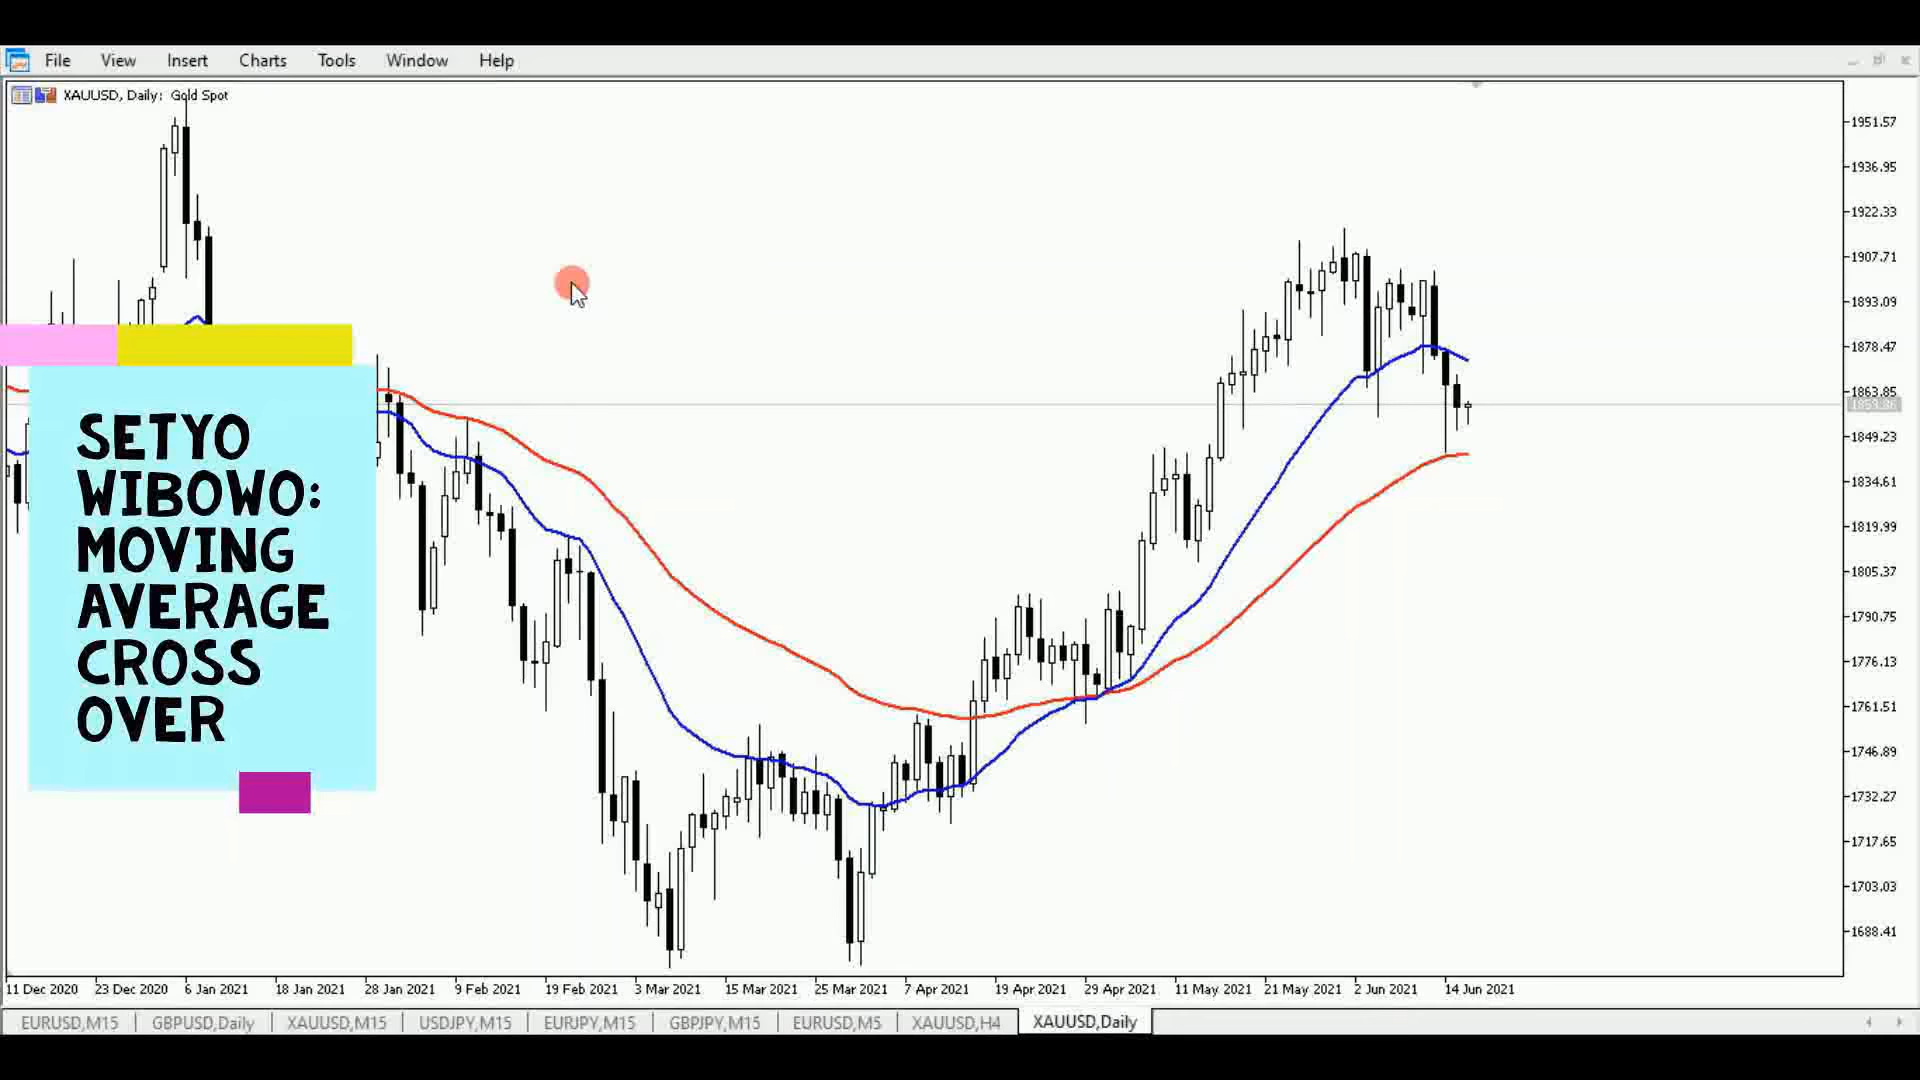 File View Insert Charts Tools Window Help
XAUUSD, Daily: Gold Spot
1951.57
1936.95
1922.33
1907.71
1893.09
1878.47
1863.85
1849.23
1834.61
1819.99
1805.37
1790.75
1776.13
1761.51
1746.89
1732.27
1717.65
1703.03
1688.41
SETYO
WIBOWO:
MOVING
AVERAGE
CROSS
OVER
11 Dec 2020 23 Dec 2020 6 Jan 2021 18 Jan 2021 28 Jan 2021 9 Feb 2021 19 Feb 2021 3 Mar 2021 15 Mar 2021 25 Mar 2021 7 Apr 2021 19 Apr 2021 29 Apr 2021 11 May 2021 21 May 2021 2 Jun 2021 14 Jun 2021
EURUSD,M15 GBPUSD,Daily XAUUSD,M15 USDJPY,M15 EURJPY,M15 GBPJPY,M15 EURUSD,M5 XAUUSD,H4 XAUUSD,Daily